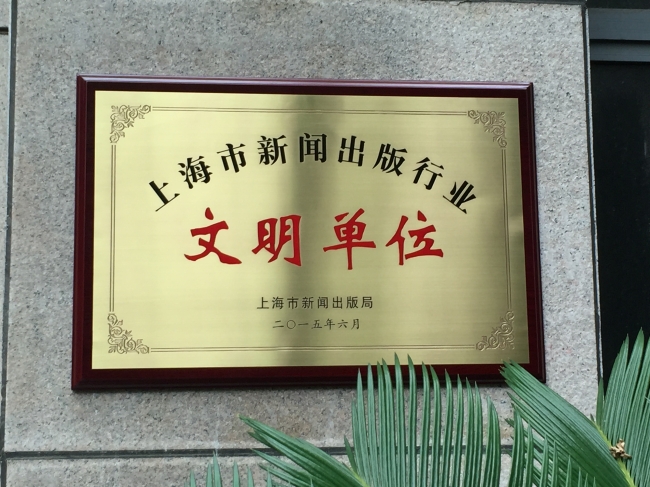 上海市新闻出版行业
文明单位
上海市新闻出版局
二〇一五年六月